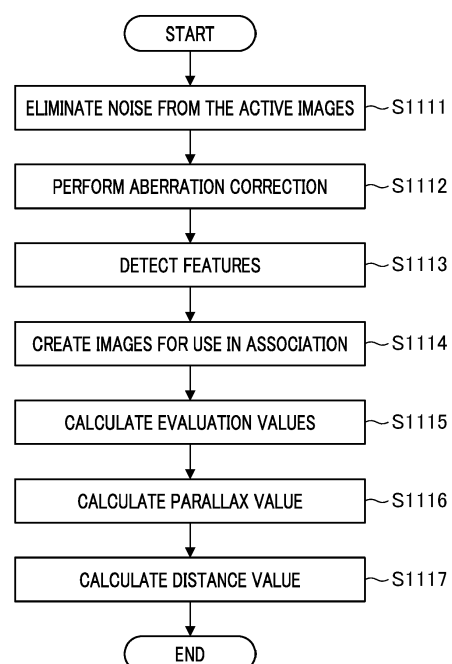 START
ELIMINATE NOISE FROM THE ACTIVE IMAGES S1111
PERFORM ABERRATION CORRECTION S1112
DETECT FEATURES S1113
CREATE IMAGES FOR USE IN ASSOCIATION S1114
CALCULATE EVALUATION VALUES S1115
CALCULATE PARALLAX VALUE S1116
CALCULATE DISTANCE VALUE S1117
END